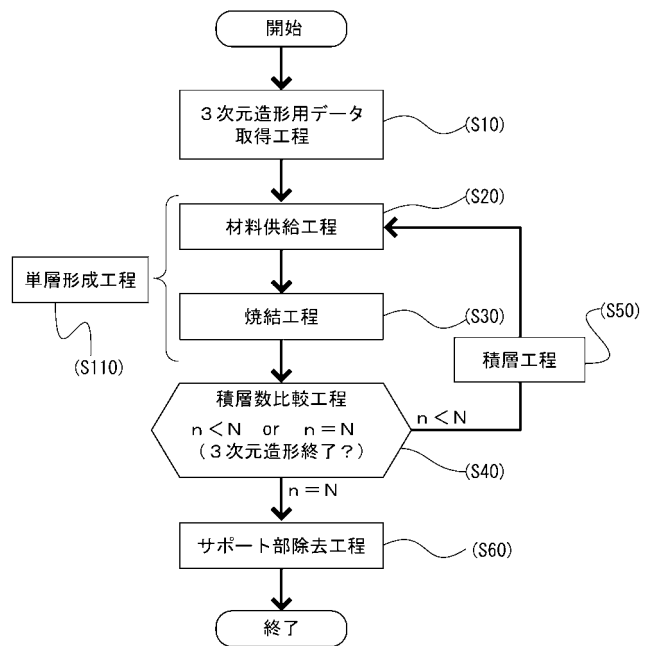 開始
3次元造形用データ
取得工程
(S10)
(S20)
材料供給工程
単層形成工程
(S110)
焼結工程
(S30)
(S50)
積層工程
積層数比較工程
n<N or n=N
(3次元造形終了?)
n<N
(S40)
n=N
サポート部除去工程
(S60)
終了